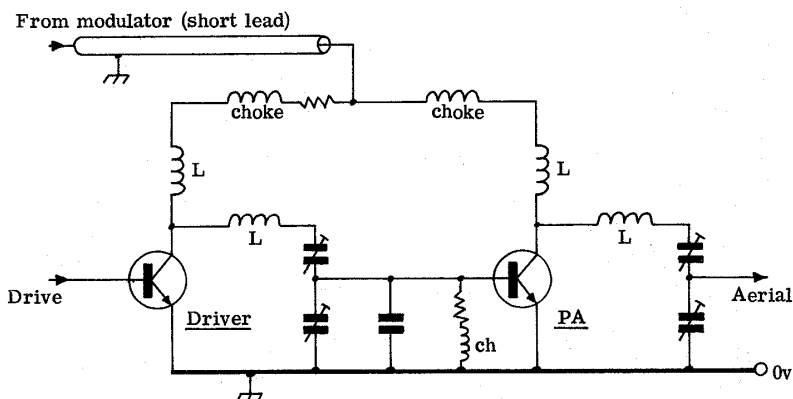 From modulator (short lead)
choke
choke
L
L
L
L
Drive
Driver
PA
Aerial
ch
0v